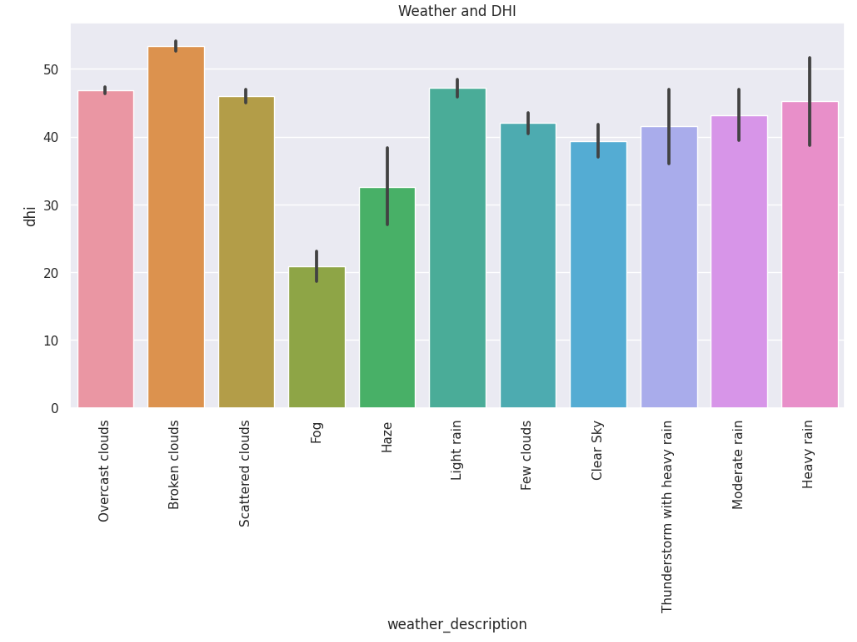 Weather and DHI
50
40
30
20
10
0
dhi
Overcast clouds
Broken clouds
Scattered clouds
Fog
Haze
Light rain
Few clouds
Clear Sky
Thunderstorm with heavy rain
Moderate rain
Heavy rain
weather_description